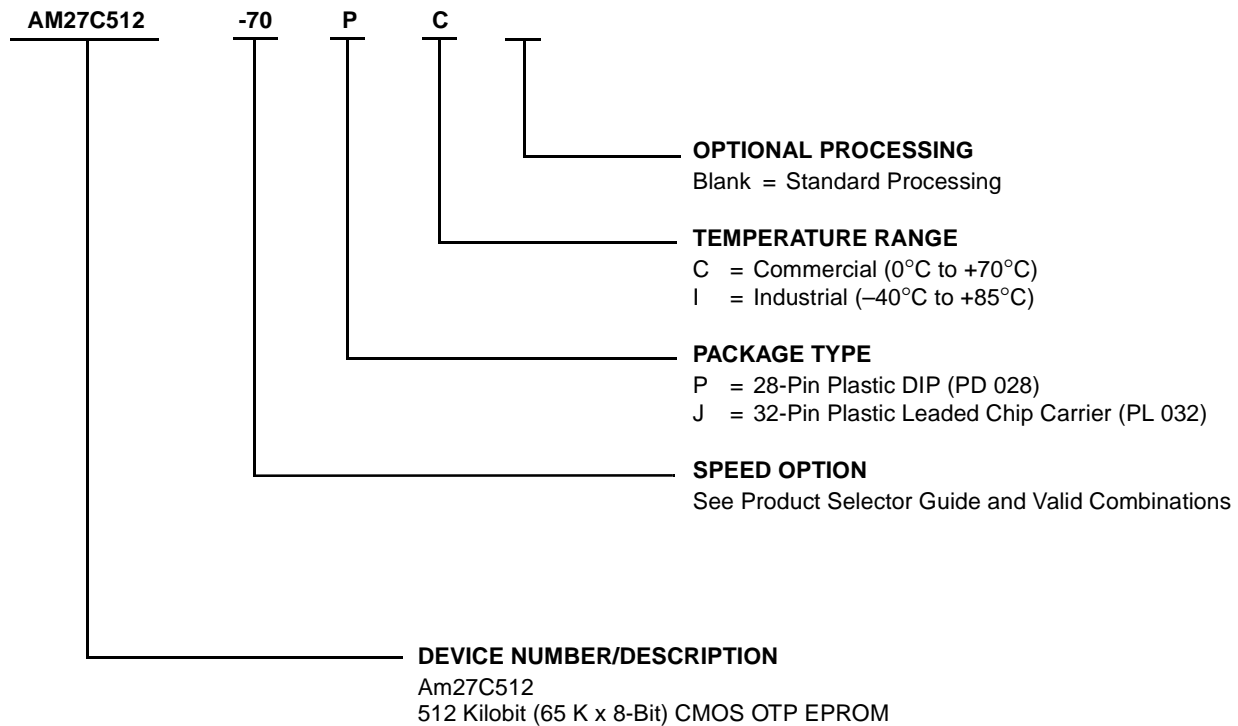 AM27C512 -70 P C
OPTIONAL PROCESSING
Blank = Standard Processing
TEMPERATURE RANGE
C = Commercial (0°C to +70°C)
I = Industrial (–40°C to +85°C)
PACKAGE TYPE
P = 28-Pin Plastic DIP (PD 028)
J = 32-Pin Plastic Leaded Chip Carrier (PL 032)
SPEED OPTION
See Product Selector Guide and Valid Combinations
DEVICE NUMBER/DESCRIPTION
Am27C512
512 Kilobit (65 K x 8-Bit) CMOS OTP EPROM